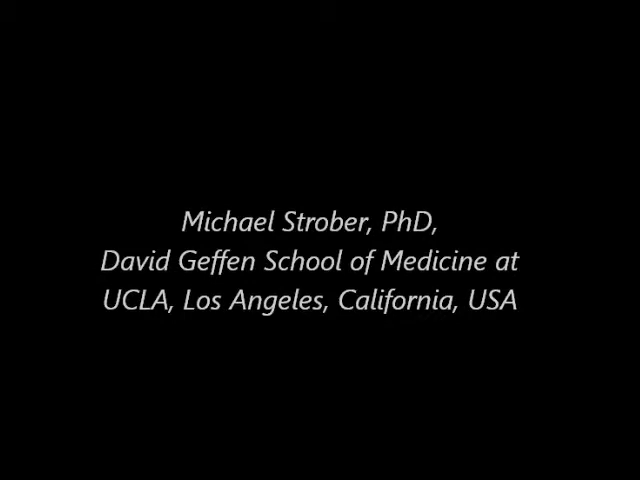 Michael Strober, PhD,
David Geffen School of Medicine at
UCLA, Los Angeles, California, USA